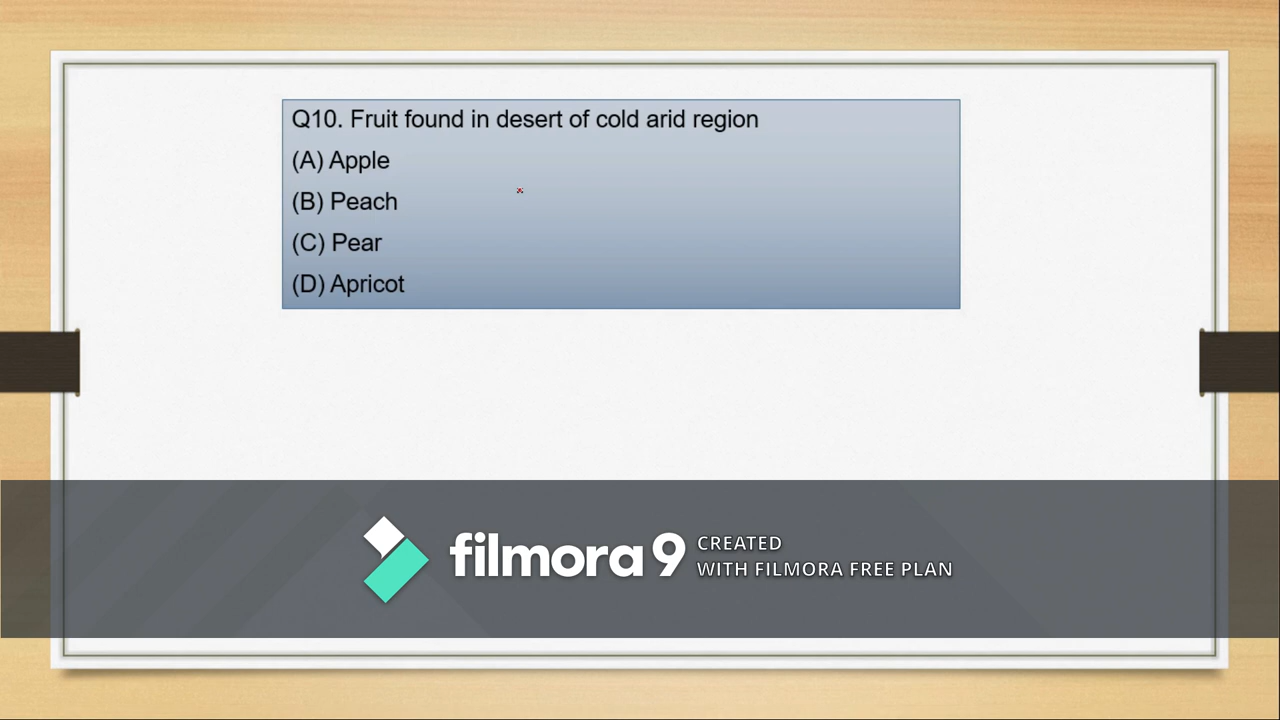 Q10. Fruit found in desert of cold arid region
(A) Apple
(B) Peach
(C) Pear
(D) Apricot
filmora 9 CREATED
WITH FILMORA FREE PLAN